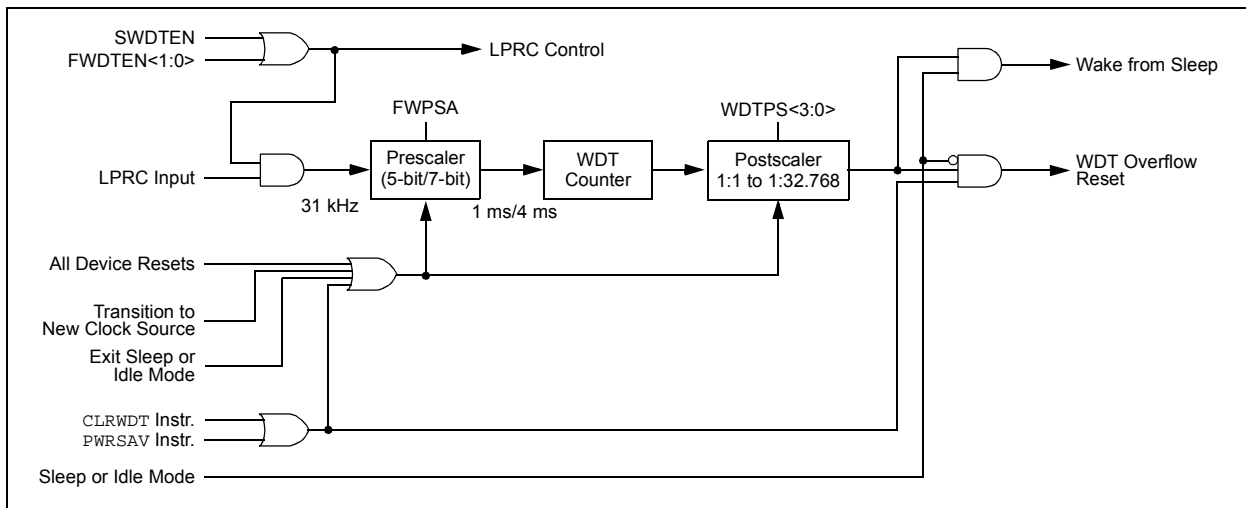 SWDTEN
FWDTEN<1:0>
LPRC Control
Wake from Sleep
FWPSA
WDTPS<3:0>
LPRC Input
Prescaler
(5-bit/7-bit)
WDT
Counter
Postscaler
1:1 to 1:32.768
WDT Overflow
Reset
31 kHz
1 ms/4 ms
All Device Resets
Transition to
New Clock Source
Exit Sleep or
Idle Mode
CLRWDT Instr.
PWRSAV Instr.
Sleep or Idle Mode